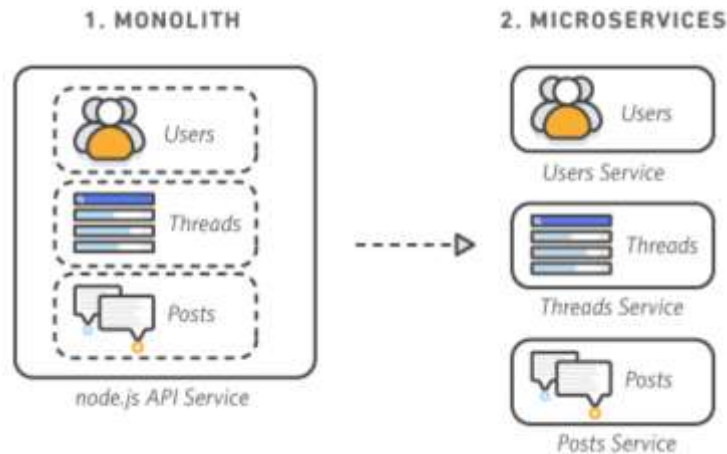 1. MONOLITH
Users
Threads
Posts
node.js API Service
2. MICROSERVICES
Users
Users Service
Threads
Threads Service
Posts
Posts Service